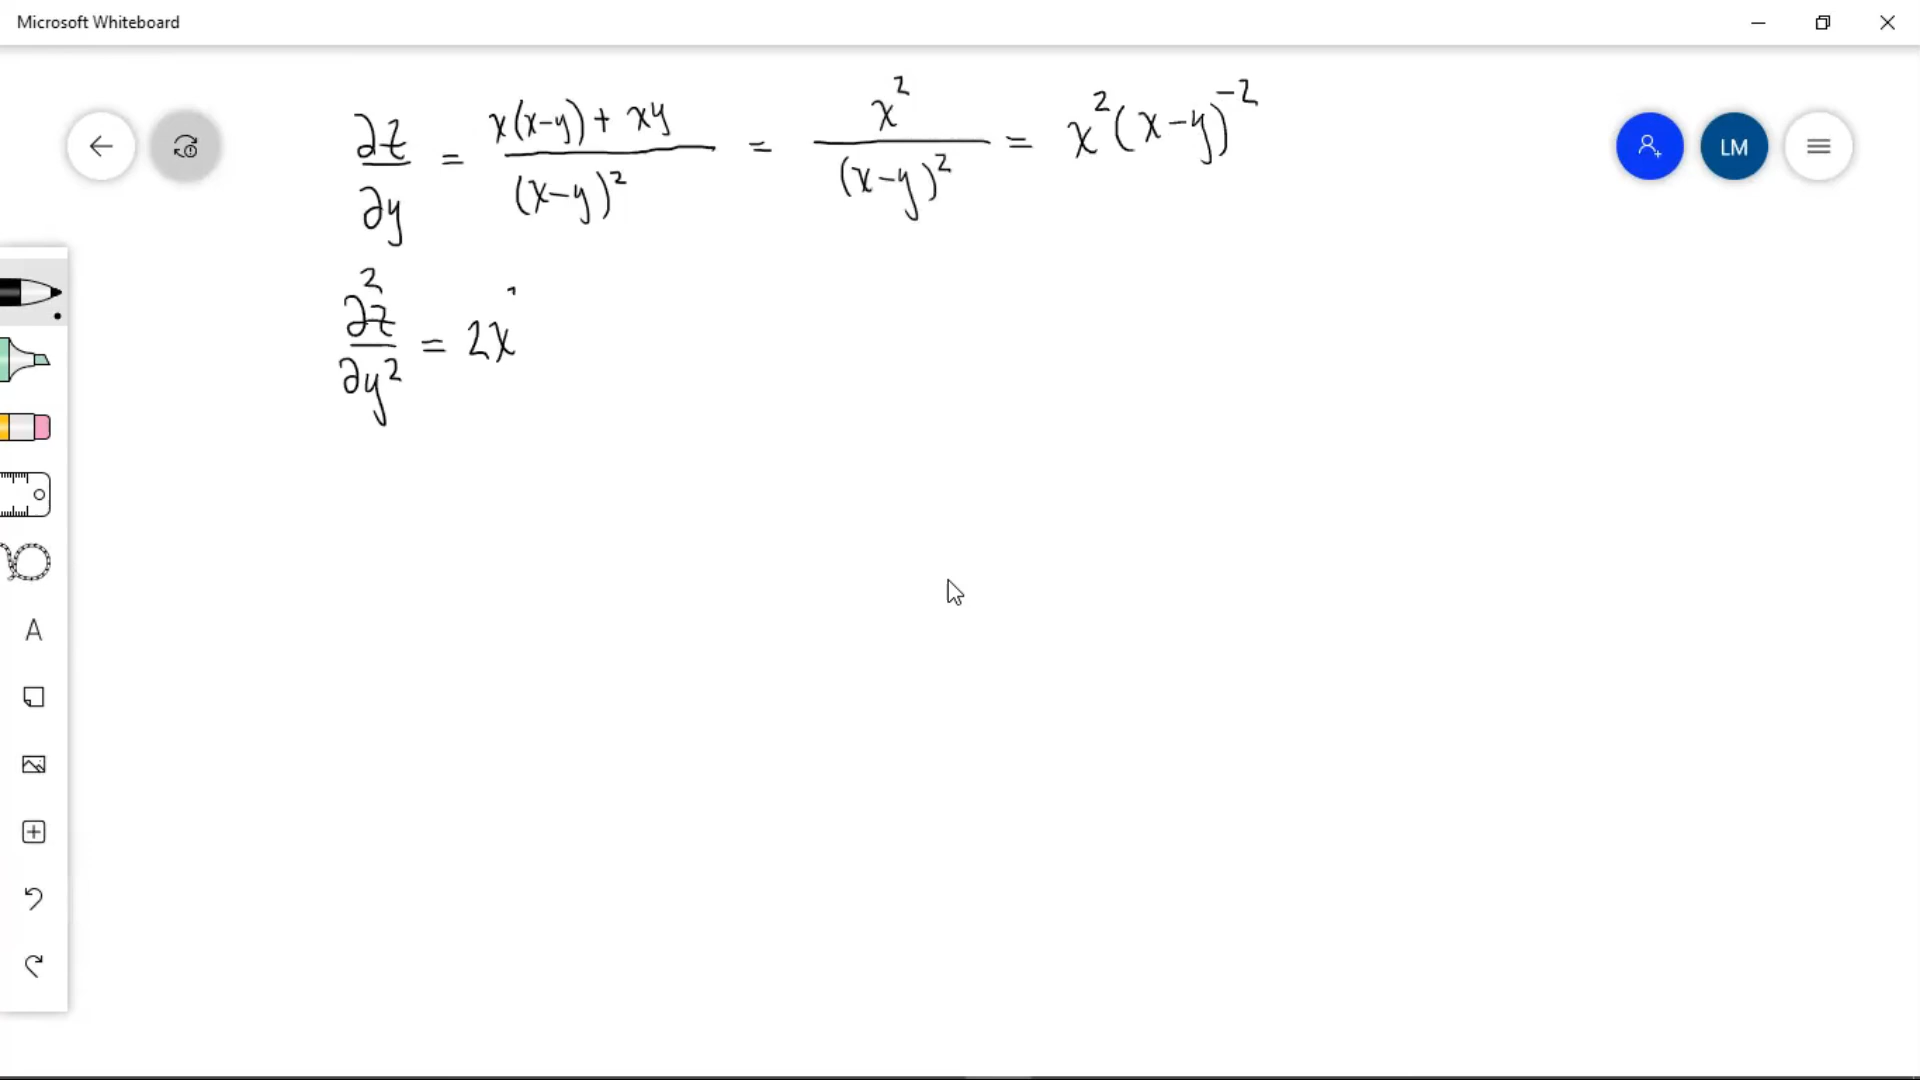 Microsoft Whiteboard
∂z/∂y = (x(x-y) + xy)/(x-y)² = x²/(x-y)² = x²(x-y)⁻²
LM
∂²z/∂y² = 2x
A